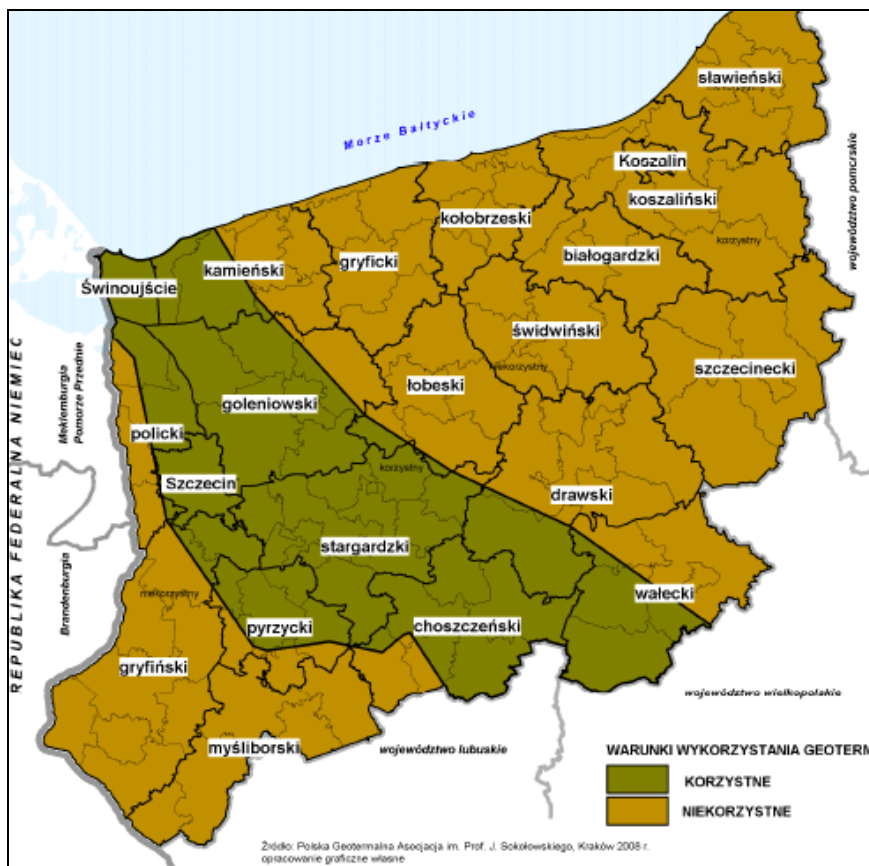 sławieński
niekorzystny
Morze Bałtyckie
Koszalin
koszaliński
województwo pomorskie
kołobrzeski
korzystny
białogardzki
gryficki
kamieński
Świnoujście
świdwiński
niekorzystny
szczecinecki
łobeski
REPUBLIKA FEDERALNA NIEMIEC
Meklemburgia
Pomorze Przednie
goleniowski
policki
korzystny
Szczecin
drawski
stargardzki
Brandenburgia
niekorzystny
wałecki
pyrzycki
choszczeński
gryfiński
województwo wielkopolskie
myśliborski
województwo lubuskie
WARUNKI WYKORZYSTANIA GEOTERM
KORZYSTNE
NIEKORZYSTNE
Źródło: Polska Geotermalna Asocjacja im. Prof. J. Sokołowskiego, Kraków 2008 r.
opracowanie graficzne własne